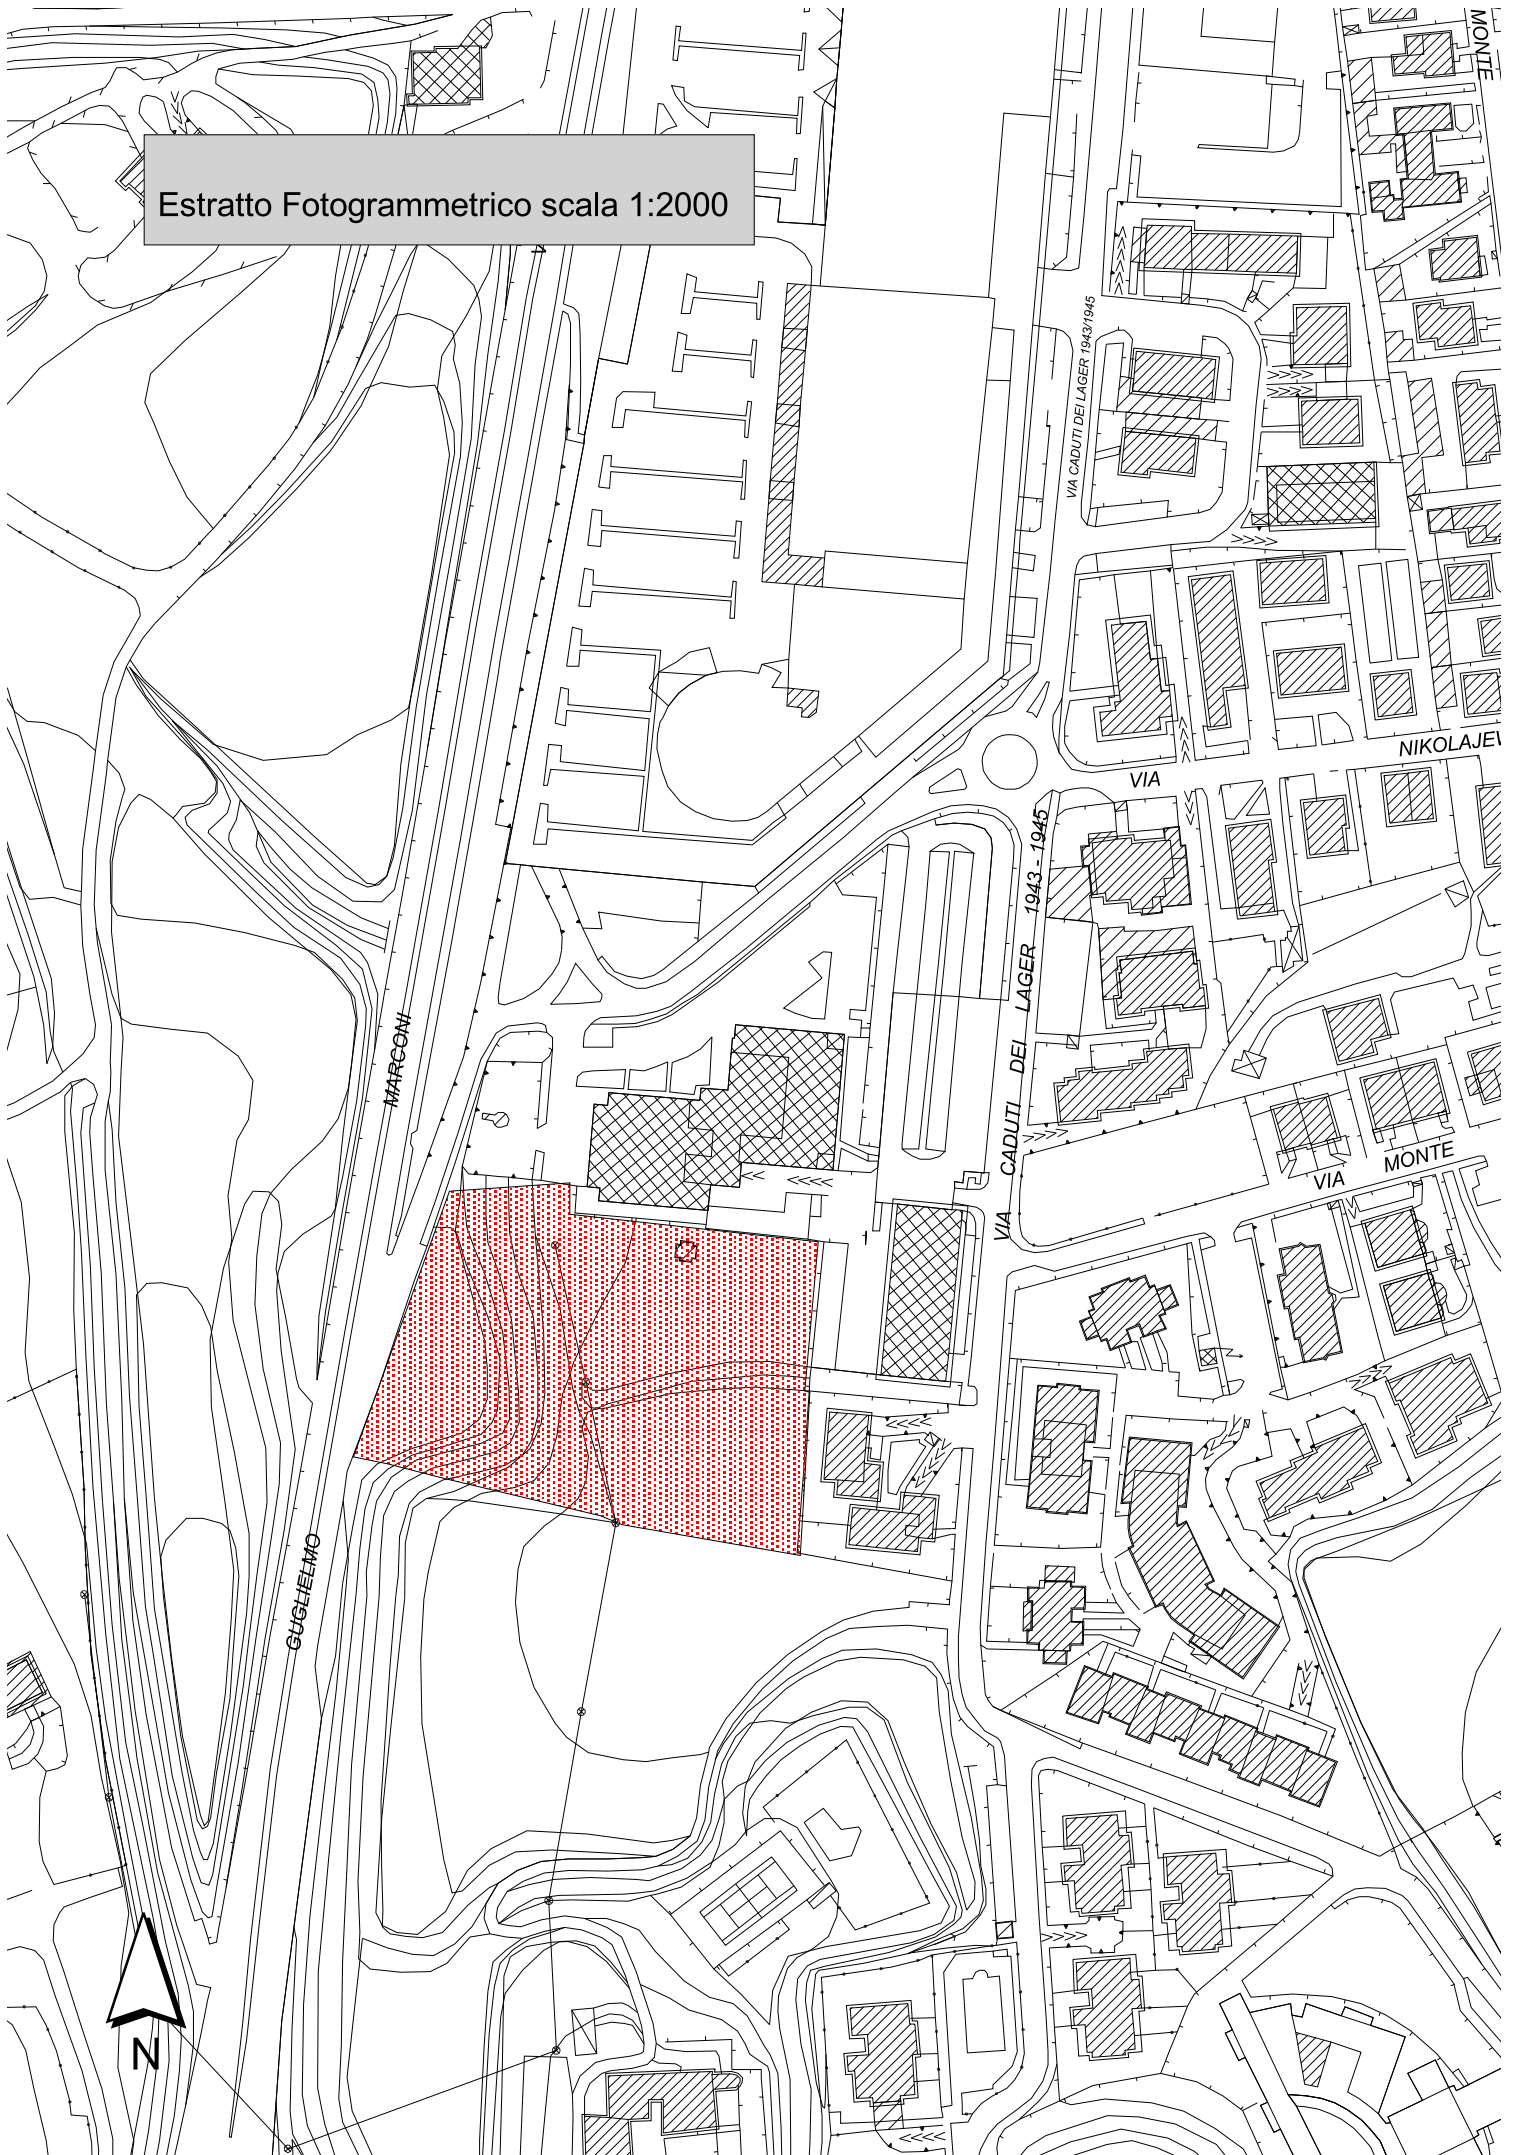 MONTE
Estratto Fotogrammetrico scala 1:2000
VIA CADUTI DEI LAGER 1943/1945
NIKOLAJEV
VIA
VIA CADUTI DEI LAGER 1943 - 1945
MARCONI
VIA MONTE
GUGLIELMO
N